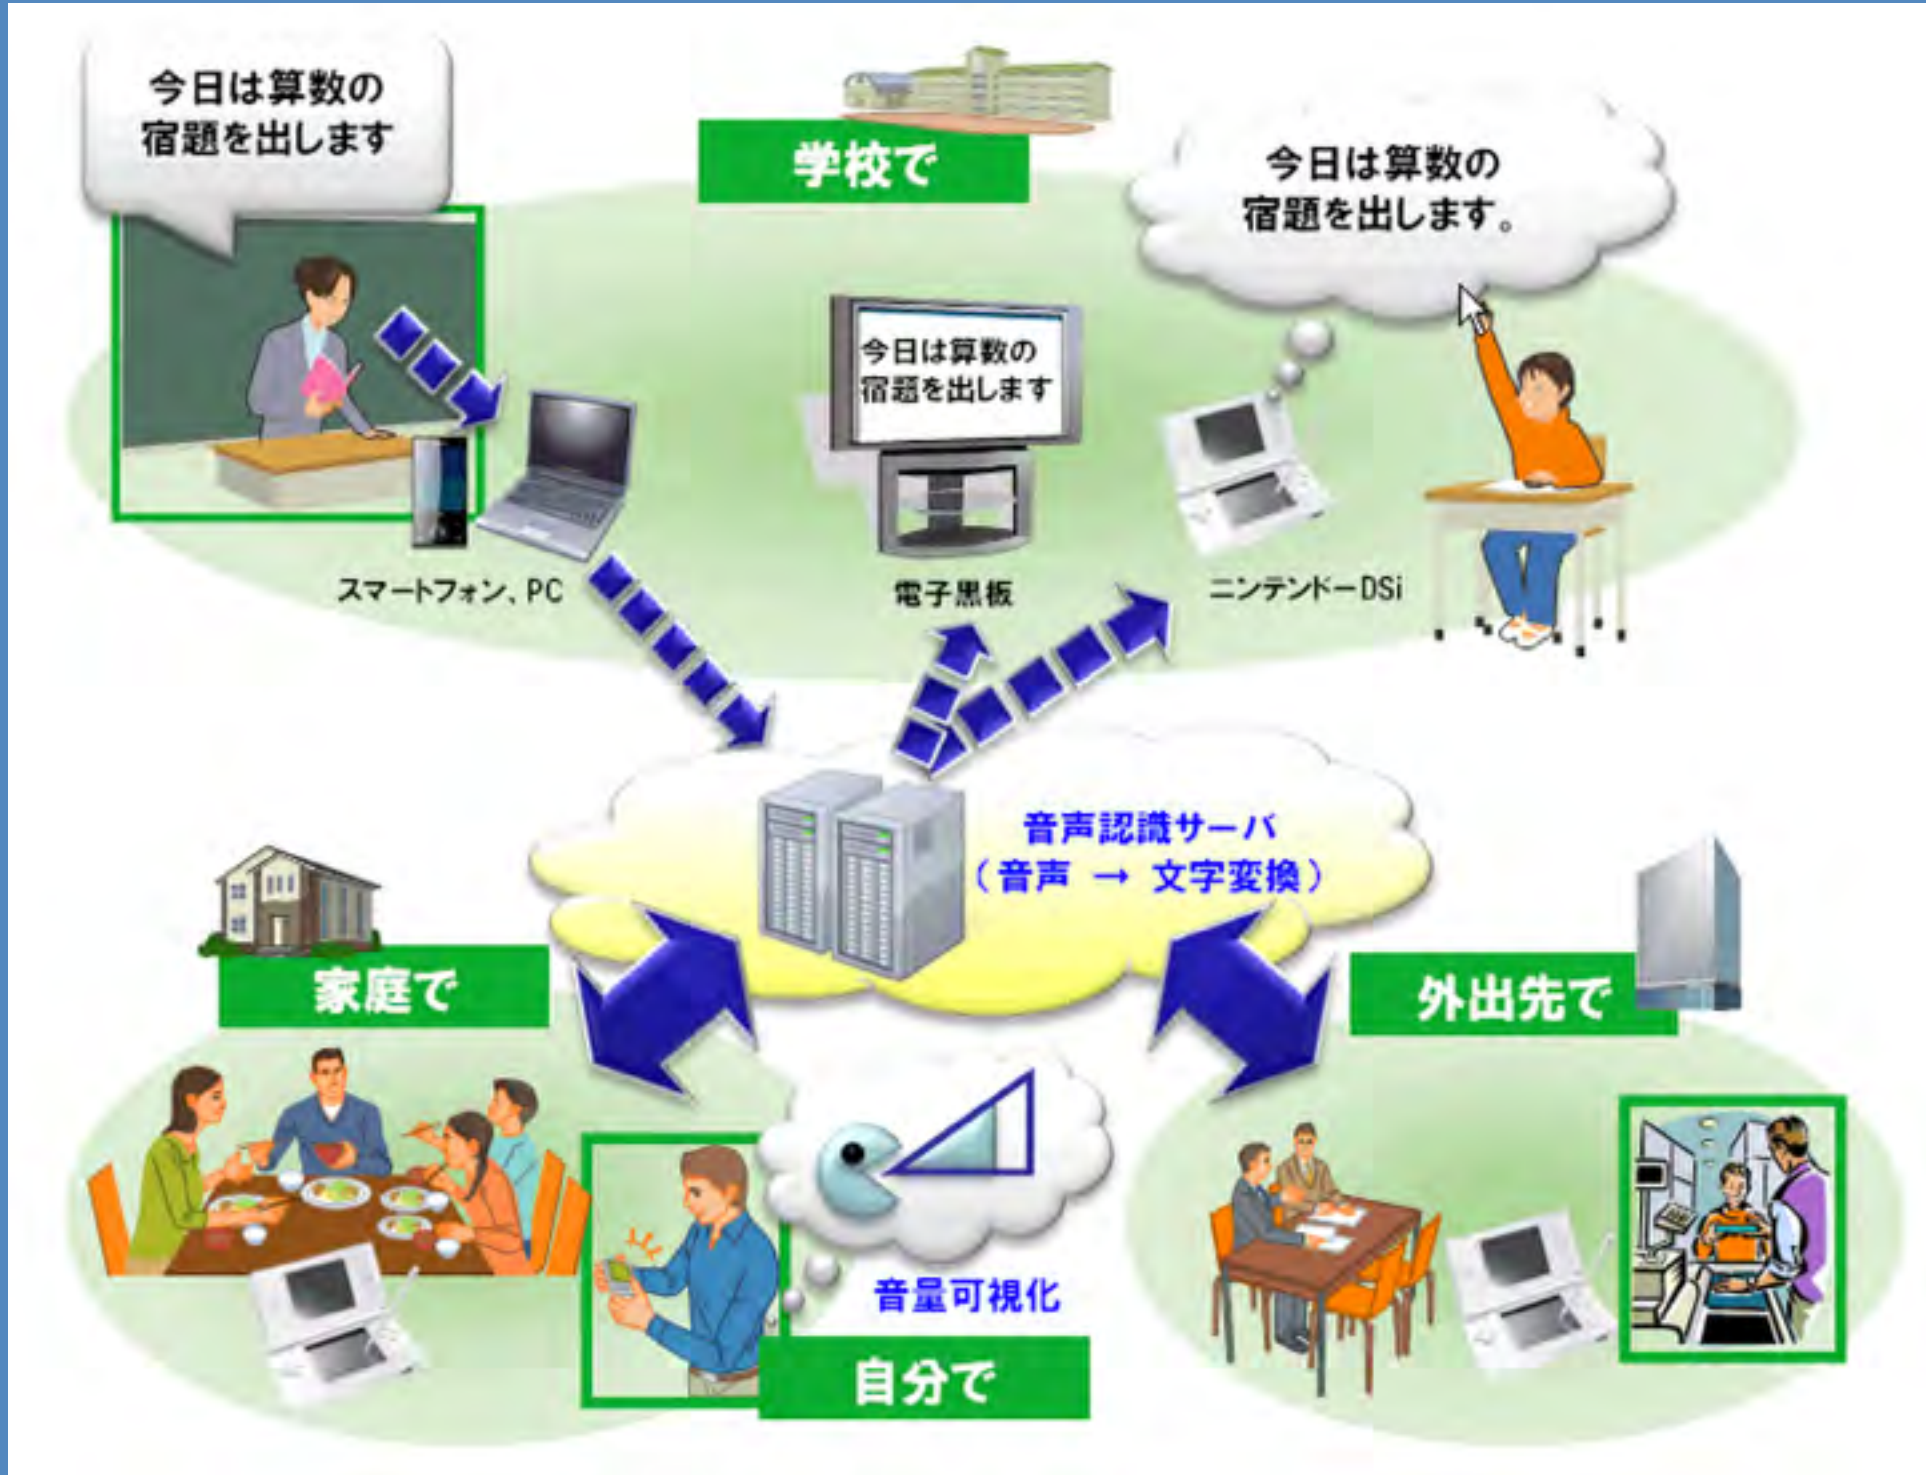 今日は算数の
宿題を出します
学校で
今日は算数の
宿題を出します。
今日は算数の
宿題を出します
スマートフォン、PC
電子黒板
ニンテンドーDSi
音声認識サーバ
（音声 → 文字変換）
家庭で
外出先で
音量可視化
自分で